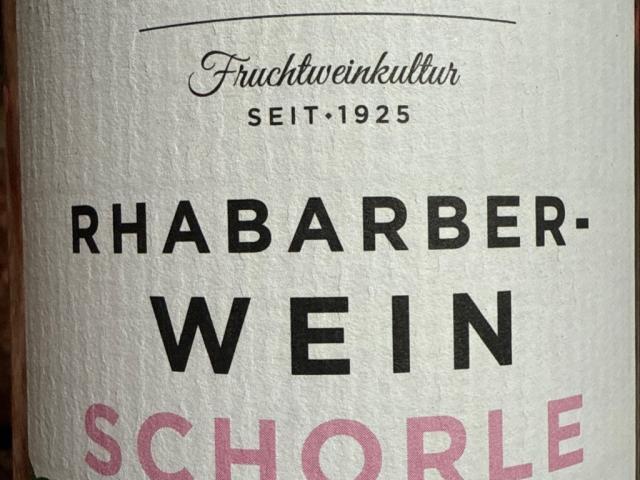 Fruchtweinkultur
SEIT•1925
RHABARBER-
WEIN
SCHORLE